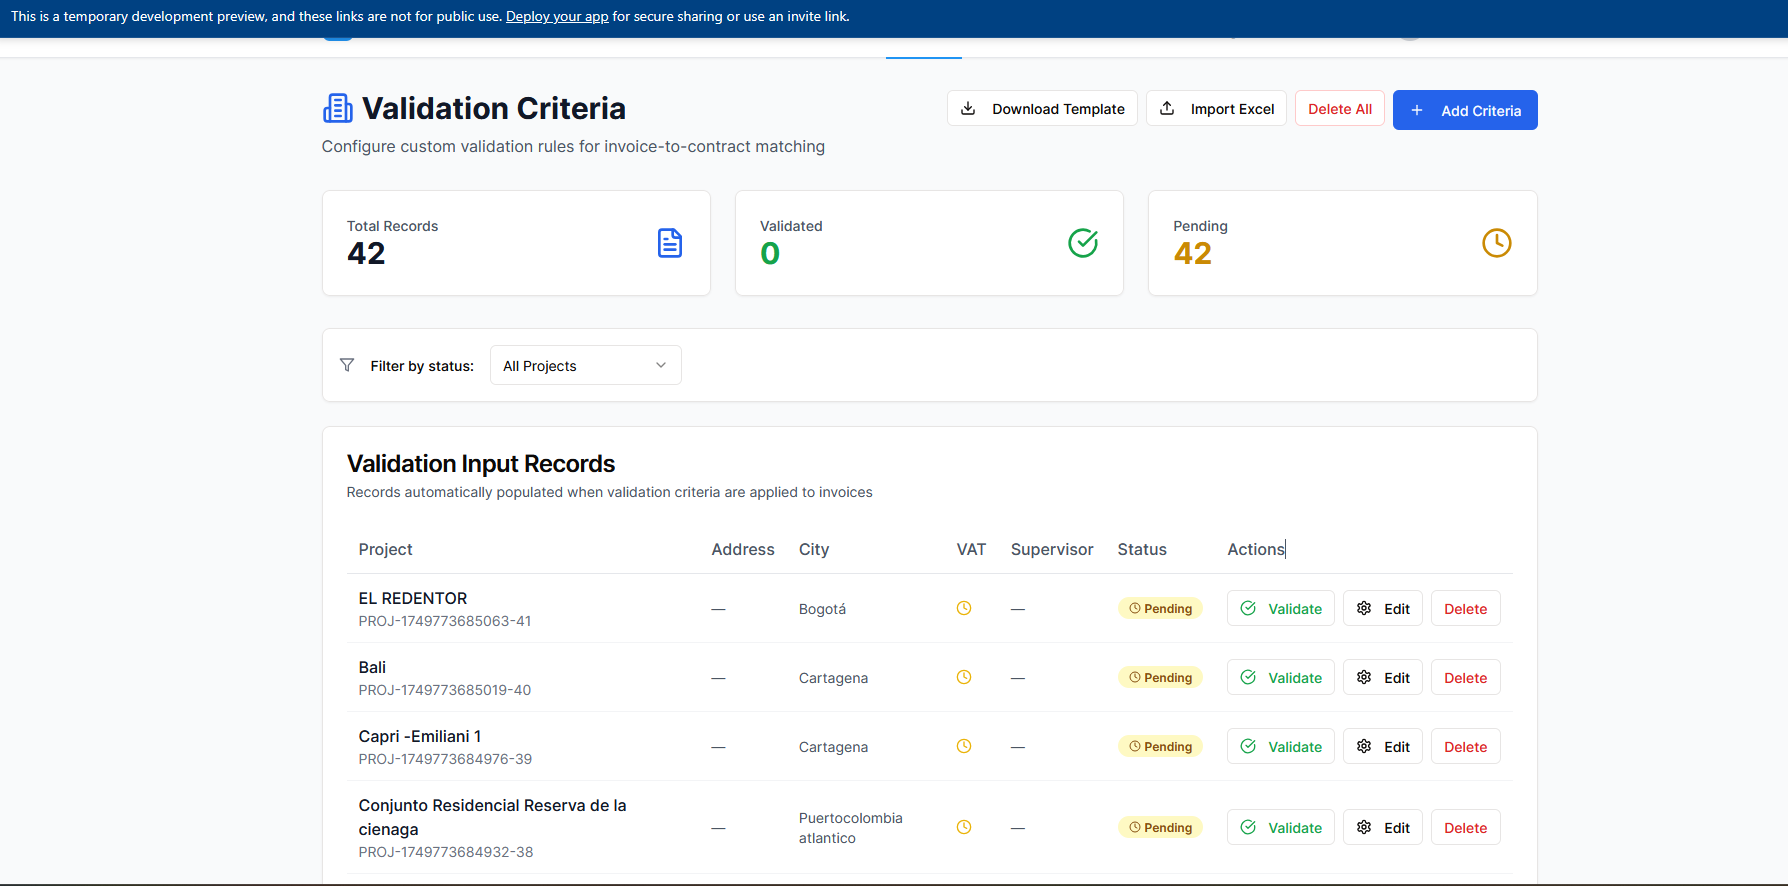 This is a temporary development preview, and these links are not for public use. Deploy your app for secure sharing or use an invite link.
Validation Criteria
Configure custom validation rules for invoice-to-contract matching
Download Template
Import Excel
Delete All
+ Add Criteria
Total Records
42
Validated
0
Pending
42
Filter by status:
All Projects
Validation Input Records
Records automatically populated when validation criteria are applied to invoices
Project Address City VAT Supervisor Status Actions
EL REDENTOR
PROJ-1749773685063-41
— Bogotá — Pending Validate Edit Delete
Bali
PROJ-1749773685019-40
— Cartagena — Pending Validate Edit Delete
Capri -Emiliani 1
PROJ-1749773684976-39
— Cartagena — Pending Validate Edit Delete
Conjunto Residencial Reserva de la
cienaga
PROJ-1749773684932-38
— Puertocolombia
atlantico
— Pending Validate Edit Delete